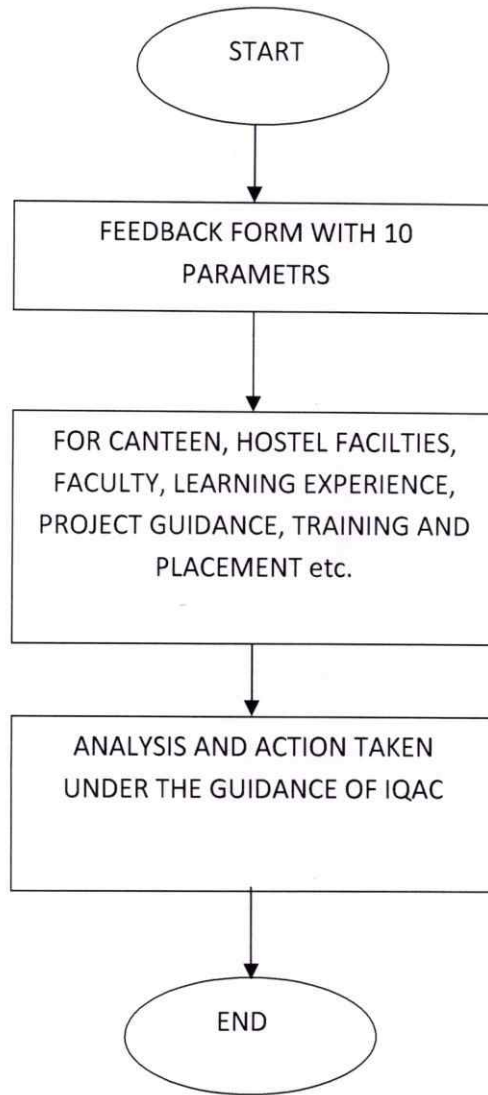 START
FEEDBACK FORM WITH 10
PARAMETRS
FOR CANTEEN, HOSTEL FACILTIES,
FACULTY, LEARNING EXPERIENCE,
PROJECT GUIDANCE, TRAINING AND
PLACEMENT etc.
ANALYSIS AND ACTION TAKEN
UNDER THE GUIDANCE OF IQAC
END